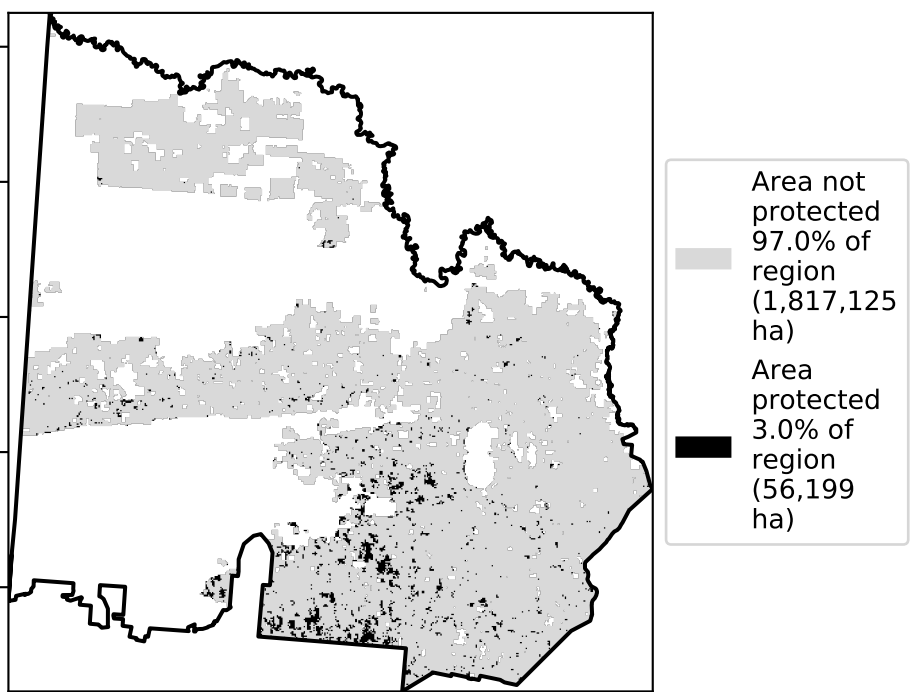 Area not
protected
97.0% of
region
(1,817,125
ha)
Area
protected
3.0% of
region
(56,199
ha)